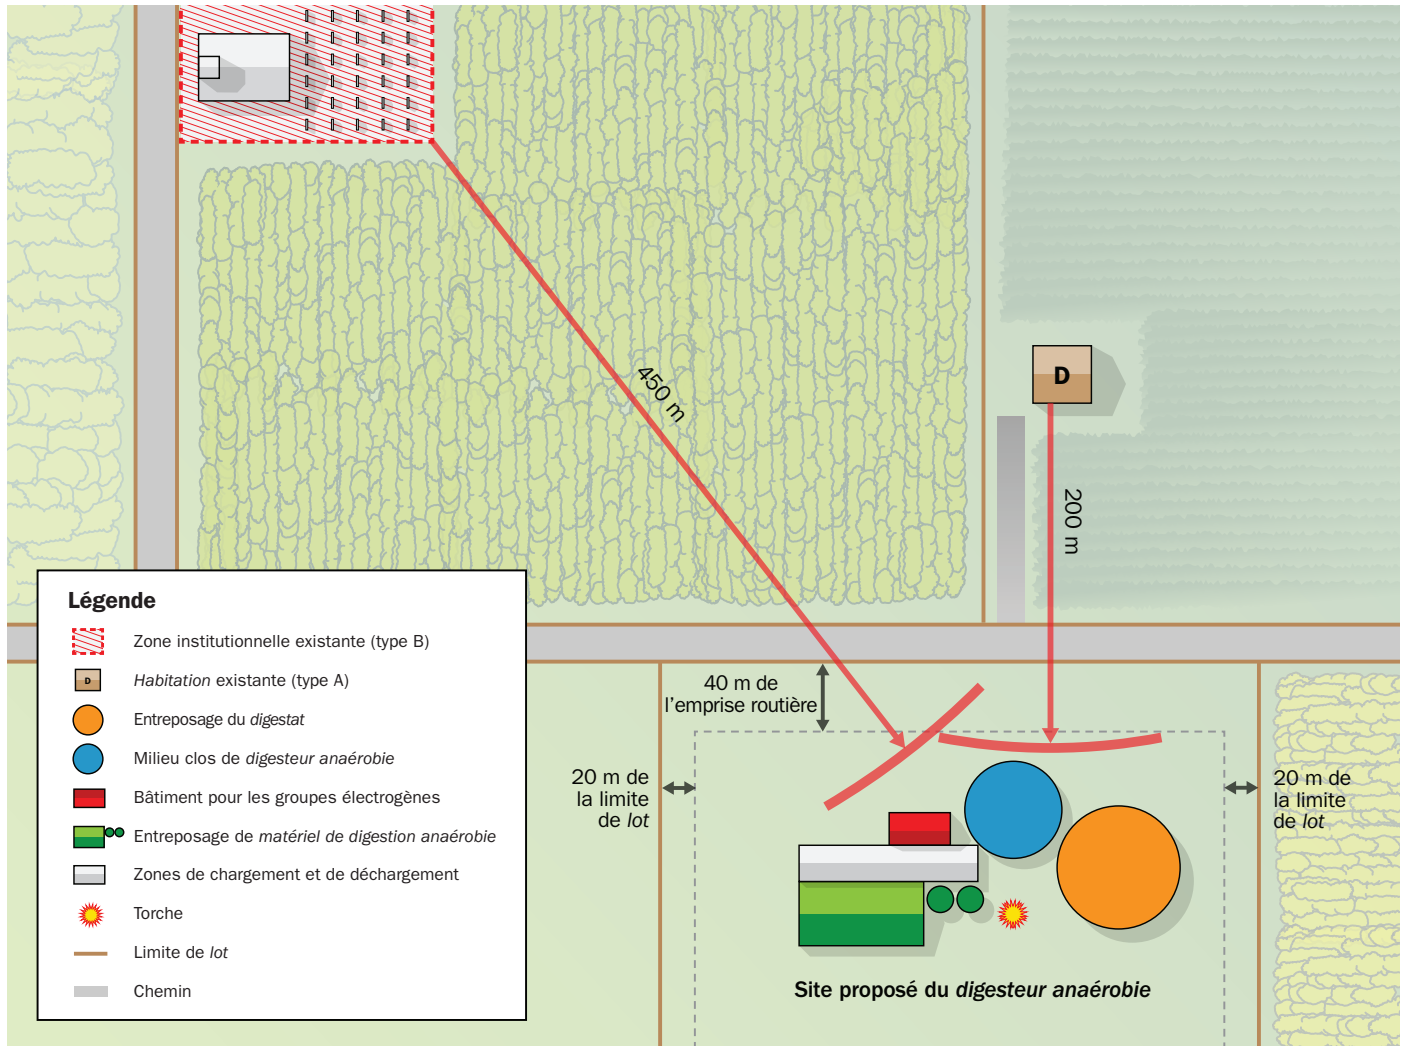 D
450 m
200 m
Légende
Zone institutionnelle existante (type B)
D
Habitation existante (type A)
Entreposage du digestat
Milieu clos de digesteur anaérobie
Bâtiment pour les groupes électrogènes
Entreposage de matériel de digestion anaérobie
Zones de chargement et de déchargement
Torche
Limite de lot
Chemin
40 m de
l’emprise routière
20 m de
la limite
de lot
20 m de
la limite
de lot
Site proposé du digesteur anaérobie